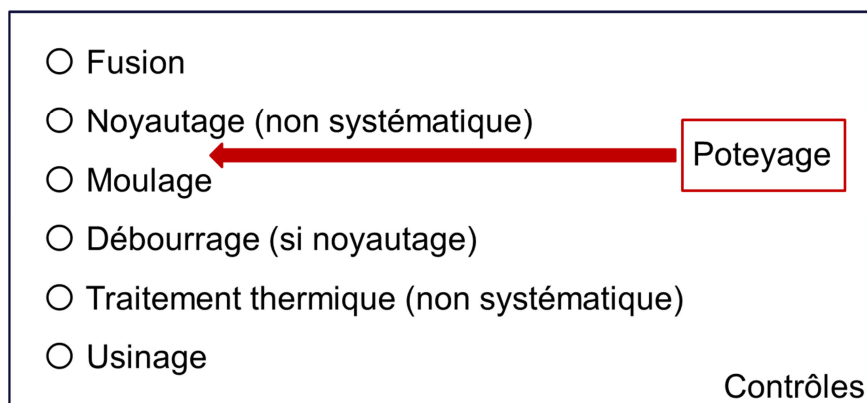 Fusion
Noyautage (non systématique)
Poteyage
Moulage
Débourrage (si noyautage)
Traitement thermique (non systématique)
Usinage
Contrôles